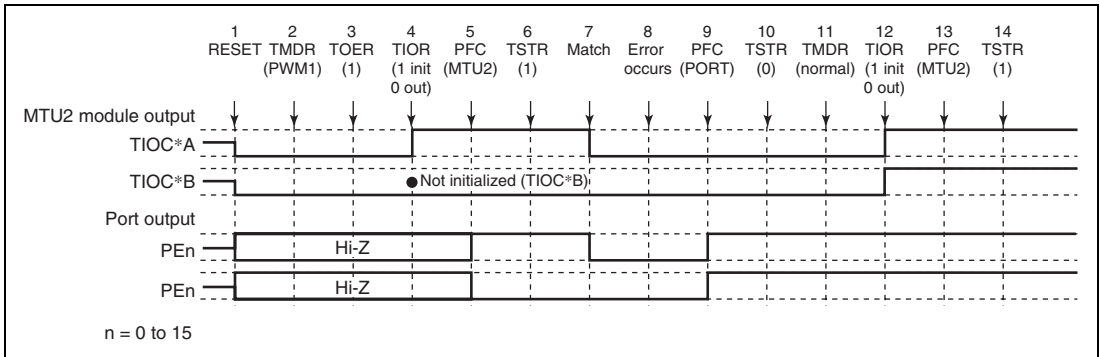 1 2 3 4 5 6 7 8 9 10 11 12 13 14
RESET TMDR TOER TIOR PFC TSTR Match Error PFC TSTR TMDR TIOR PFC TSTR
(PWM1) (1) (1 init (MTU2) (1) occurs (PORT) (0) (normal) (1 init (MTU2) (1)
0 out) 0 out)
MTU2 module output
TIOC*A
TIOC*B ●Not initialized (TIOC*B)
Port output
PEn Hi-Z
PEn Hi-Z
n = 0 to 15